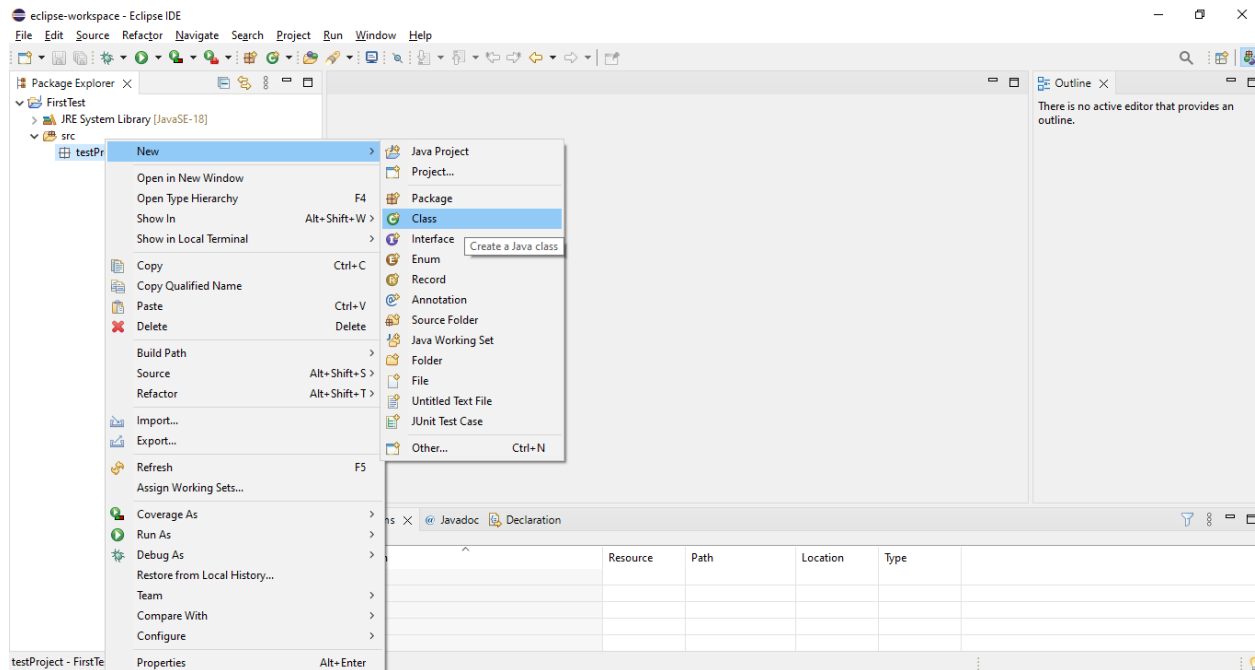 eclipse-workspace - Eclipse IDE
File Edit Source Refactor Navigate Search Project Run Window Help
Package Explorer
FirstTest
JRE System Library [JavaSE-18]
src
testPr
New
Open in New Window
Open Type Hierarchy F4
Show In Alt+Shift+W >
Show in Local Terminal >
Copy Ctrl+C
Copy Qualified Name
Paste Ctrl+V
Delete Delete
Build Path >
Source Alt+Shift+S >
Refactor Alt+Shift+T >
Import...
Export...
Refresh F5
Assign Working Sets...
Coverage As >
Run As >
Debug As >
Restore from Local History...
Team >
Compare With >
Configure >
Properties Alt+Enter
Java Project
Project...
Package
Class
Interface
Create a Java class
Enum
Record
Annotation
Source Folder
Java Working Set
Folder
File
Untitled Text File
JUnit Test Case
Other... Ctrl+N
Outline
There is no active editor that provides an
outline.
ns @ Javadoc Declaration
Resource Path Location Type
testProject - FirstTe